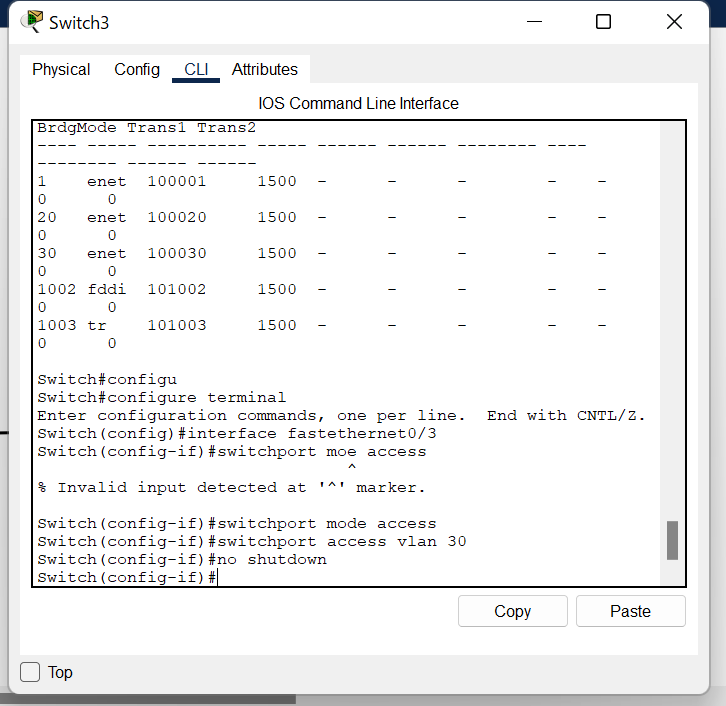 Switch3
Physical Config CLI Attributes
IOS Command Line Interface
BrdgMode Trans1 Trans2
---- ----- ---------- ----- ------ ------ -------- ----
-------- ------ ------
1    enet  100001     1500  -      -      -        -    -
0      0
20   enet  100020     1500  -      -      -        -    -
0      0
30   enet  100030     1500  -      -      -        -    -
0      0
1002 fddi  101002     1500  -      -      -        -    -
0      0
1003 tr    101003     1500  -      -      -        -    -
0      0
Switch#configu
Switch#configure terminal
Enter configuration commands, one per line.  End with CNTL/Z.
Switch(config)#interface fastethernet0/3
Switch(config-if)#switchport moe access
^
% Invalid input detected at '^' marker.
Switch(config-if)#switchport mode access
Switch(config-if)#switchport access vlan 30
Switch(config-if)#no shutdown
Switch(config-if)#
Copy Paste
Top